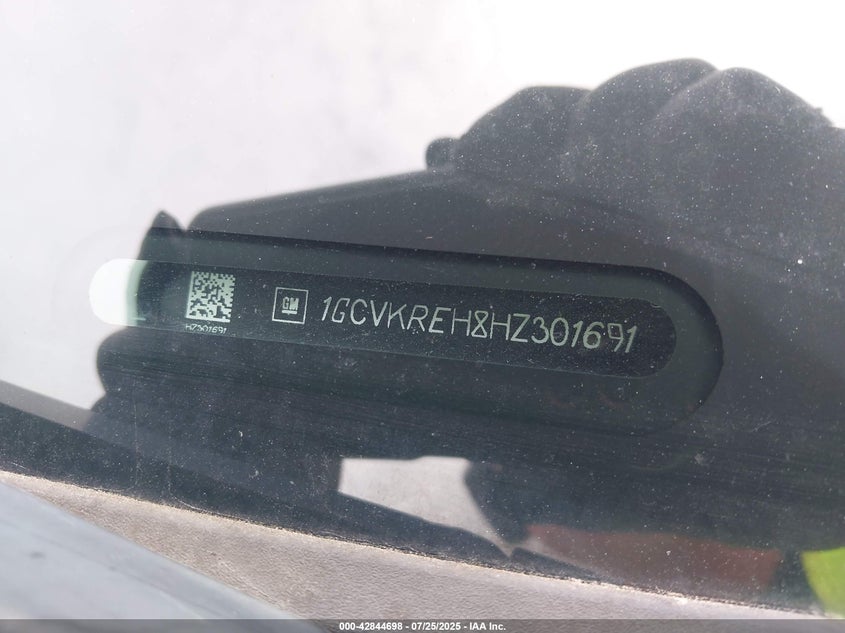 GM 1GCVKREH8HZ301691
HZ301691
000-42844698 - 07/25/2025 - IAA Inc.